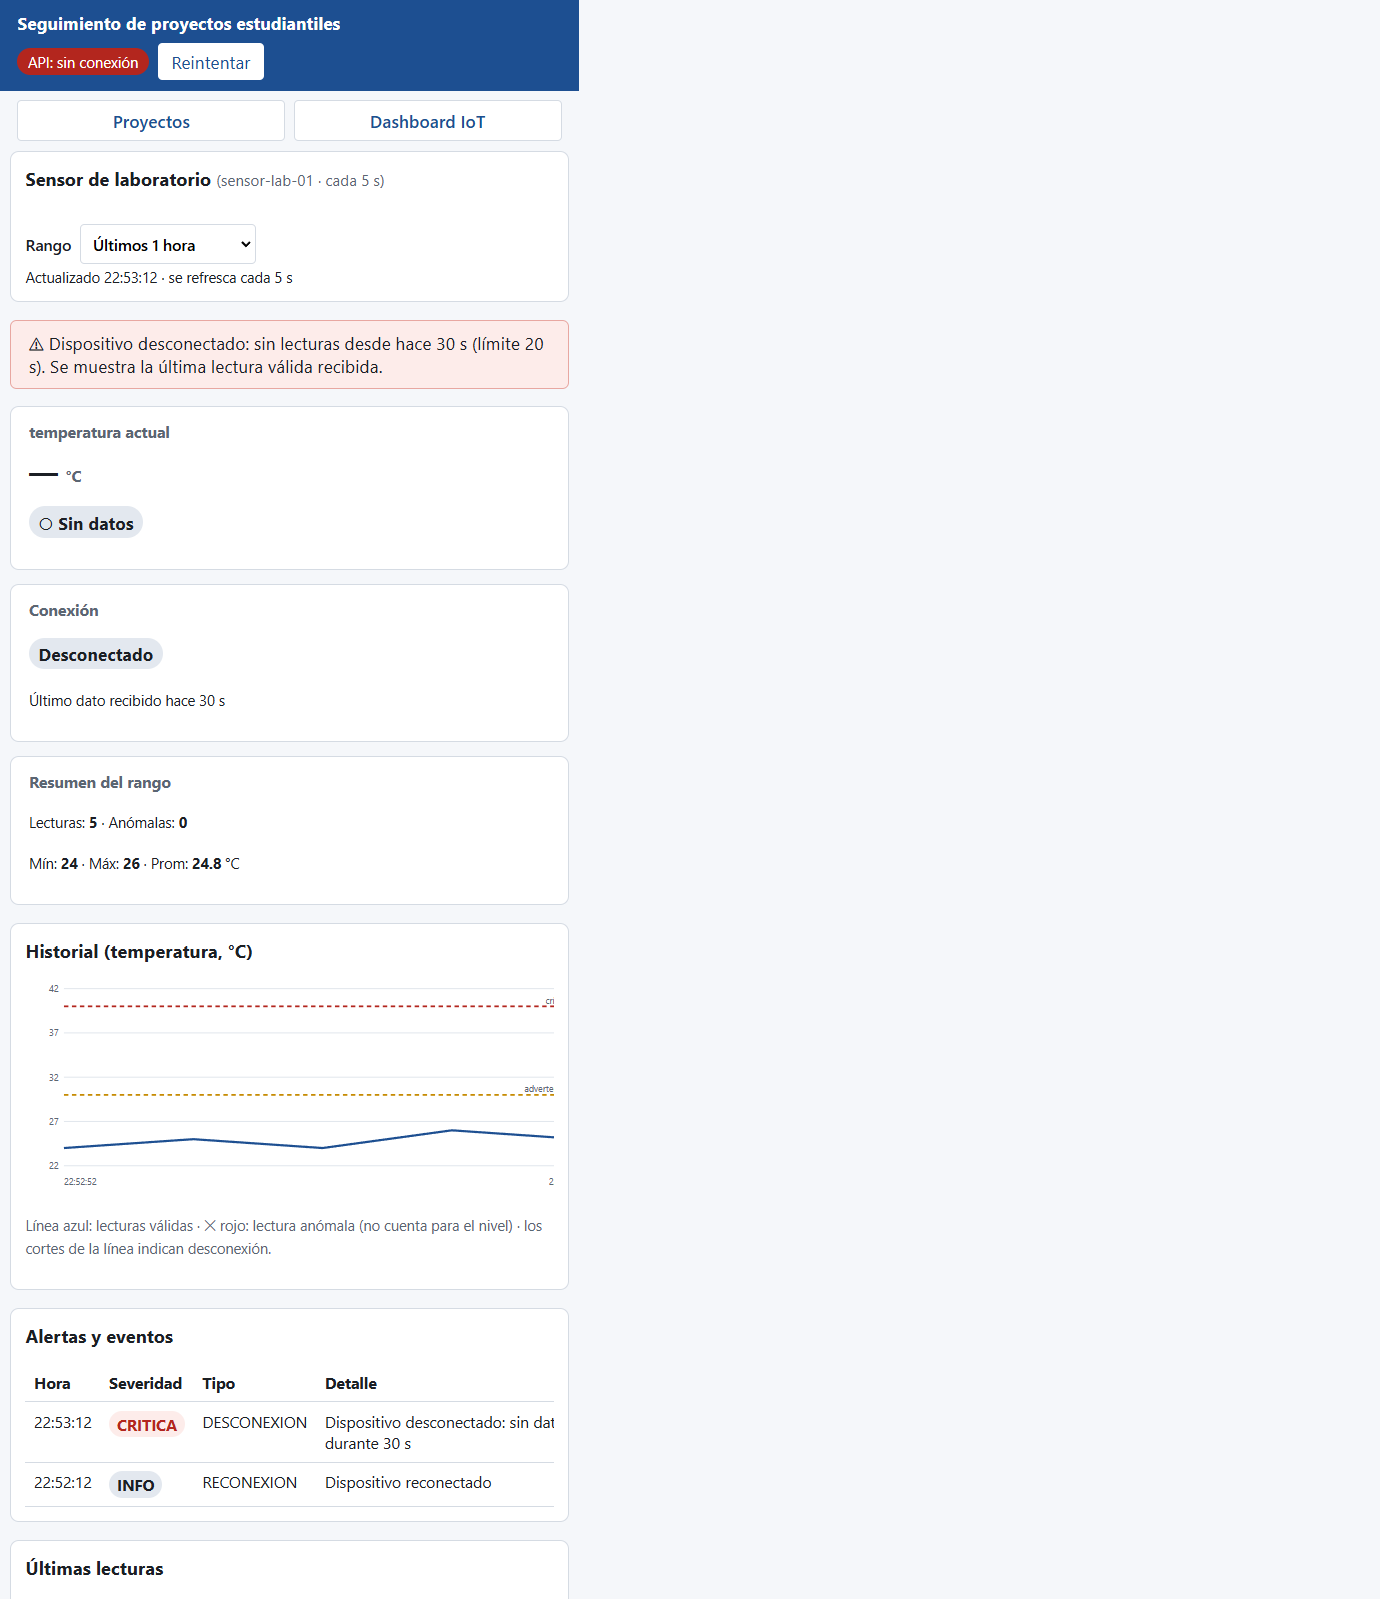 Seguimiento de proyectos estudiantiles
API: sin conexión
Reintentar
Proyectos
Dashboard IoT
Sensor de laboratorio (sensor-lab-01 · cada 5 s)
Rango
Últimos 1 hora
Actualizado 22:53:12 · se refresca cada 5 s
⚠ Dispositivo desconectado: sin lecturas desde hace 30 s (límite 20
s). Se muestra la última lectura válida recibida.
temperatura actual
— °C
○ Sin datos
Conexión
Desconectado
Último dato recibido hace 30 s
Resumen del rango
Lecturas: 5 · Anómalas: 0
Mín: 24 · Máx: 26 · Prom: 24.8 °C
Historial (temperatura, °C)
42
cri
37
32
adverte
27
22
22:52:52
2
Línea azul: lecturas válidas · ✕ rojo: lectura anómala (no cuenta para el nivel) · los
cortes de la línea indican desconexión.
Alertas y eventos
Hora Severidad Tipo Detalle
22:53:12 CRITICA DESCONEXION Dispositivo desconectado: sin dat
durante 30 s
22:52:12 INFO RECONEXION Dispositivo reconectado
Últimas lecturas